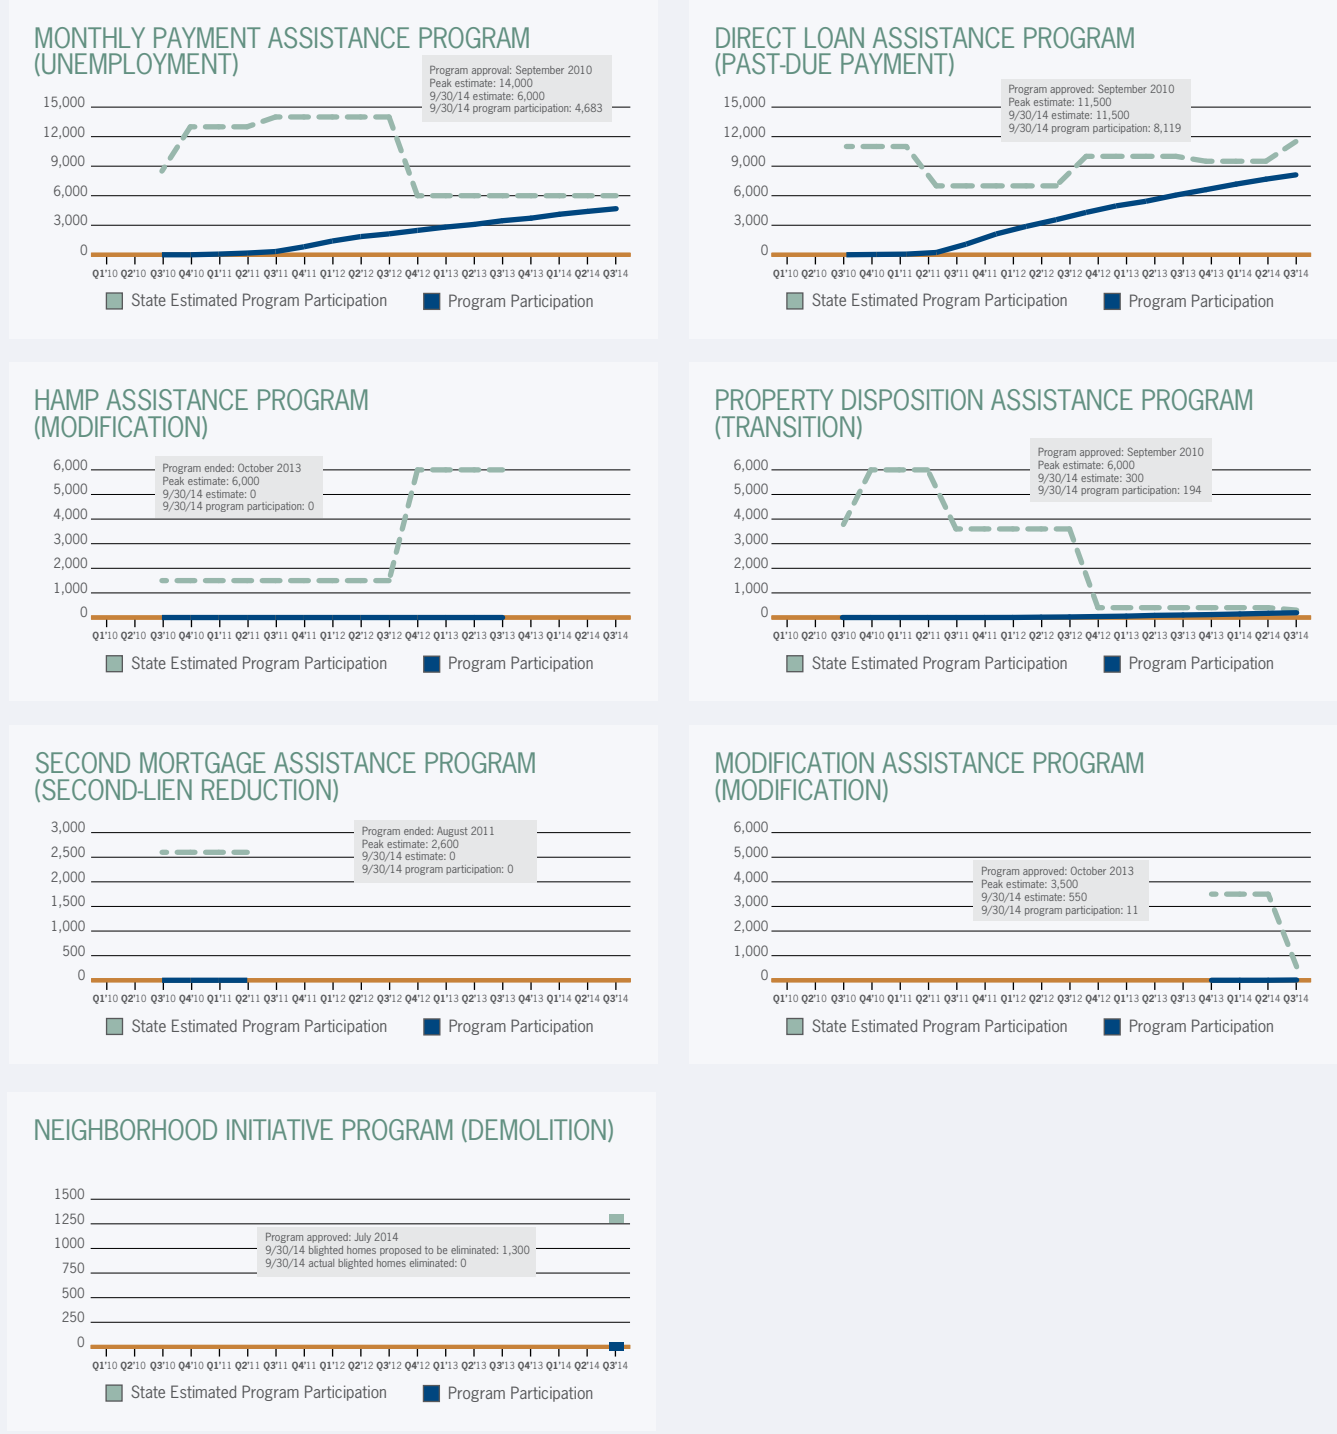 MONTHLY PAYMENT ASSISTANCE PROGRAM
(UNEMPLOYMENT)
Program approval: September 2010
Peak estimate: 14,000
9/30/14 estimate: 6,000
9/30/14 program participation: 4,683
15,000
12,000
9,000
6,000
3,000
0
Q1'10 Q2'10 Q3'10 Q4'10 Q1'11 Q2'11 Q3'11 Q4'11 Q1'12 Q2'12 Q3'12 Q4'12 Q1'13 Q2'13 Q3'13 Q4'13 Q1'14 Q2'14 Q3'14
State Estimated Program Participation Program Participation
DIRECT LOAN ASSISTANCE PROGRAM
(PAST-DUE PAYMENT)
Program approved: September 2010
Peak estimate: 11,500
9/30/14 estimate: 11,500
9/30/14 program participation: 8,119
15,000
12,000
9,000
6,000
3,000
0
Q1'10 Q2'10 Q3'10 Q4'10 Q1'11 Q2'11 Q3'11 Q4'11 Q1'12 Q2'12 Q3'12 Q4'12 Q1'13 Q2'13 Q3'13 Q4'13 Q1'14 Q2'14 Q3'14
State Estimated Program Participation Program Participation
HAMP ASSISTANCE PROGRAM
(MODIFICATION)
Program ended: October 2013
Peak estimate: 6,000
9/30/14 estimate: 0
9/30/14 program participation: 0
6,000
5,000
4,000
3,000
2,000
1,000
0
Q1'10 Q2'10 Q3'10 Q4'10 Q1'11 Q2'11 Q3'11 Q4'11 Q1'12 Q2'12 Q3'12 Q4'12 Q1'13 Q2'13 Q3'13 Q4'13 Q1'14 Q2'14 Q3'14
State Estimated Program Participation Program Participation
PROPERTY DISPOSITION ASSISTANCE PROGRAM
(TRANSITION)
Program approved: September 2010
Peak estimate: 6,000
9/30/14 estimate: 300
9/30/14 program participation: 194
6,000
5,000
4,000
3,000
2,000
1,000
0
Q1'10 Q2'10 Q3'10 Q4'10 Q1'11 Q2'11 Q3'11 Q4'11 Q1'12 Q2'12 Q3'12 Q4'12 Q1'13 Q2'13 Q3'13 Q4'13 Q1'14 Q2'14 Q3'14
State Estimated Program Participation Program Participation
SECOND MORTGAGE ASSISTANCE PROGRAM
(SECOND-LIEN REDUCTION)
Program ended: August 2011
Peak estimate: 2,600
9/30/14 estimate: 0
9/30/14 program participation: 0
3,000
2,500
2,000
1,500
1,000
500
0
Q1'10 Q2'10 Q3'10 Q4'10 Q1'11 Q2'11 Q3'11 Q4'11 Q1'12 Q2'12 Q3'12 Q4'12 Q1'13 Q2'13 Q3'13 Q4'13 Q1'14 Q2'14 Q3'14
State Estimated Program Participation Program Participation
MODIFICATION ASSISTANCE PROGRAM
(MODIFICATION)
Program approved: October 2013
Peak estimate: 3,500
9/30/14 estimate: 550
9/30/14 program participation: 11
6,000
5,000
4,000
3,000
2,000
1,000
0
Q1'10 Q2'10 Q3'10 Q4'10 Q1'11 Q2'11 Q3'11 Q4'11 Q1'12 Q2'12 Q3'12 Q4'12 Q1'13 Q2'13 Q3'13 Q4'13 Q1'14 Q2'14 Q3'14
State Estimated Program Participation Program Participation
NEIGHBORHOOD INITIATIVE PROGRAM (DEMOLITION)
1500
1250
1000
750
500
250
0
Program approved: July 2014
9/30/14 blighted homes proposed to be eliminated: 1,300
9/30/14 actual blighted homes eliminated: 0
Q1'10 Q2'10 Q3'10 Q4'10 Q1'11 Q2'11 Q3'11 Q4'11 Q1'12 Q2'12 Q3'12 Q4'12 Q1'13 Q2'13 Q3'13 Q4'13 Q1'14 Q2'14 Q3'14
State Estimated Program Participation Program Participation